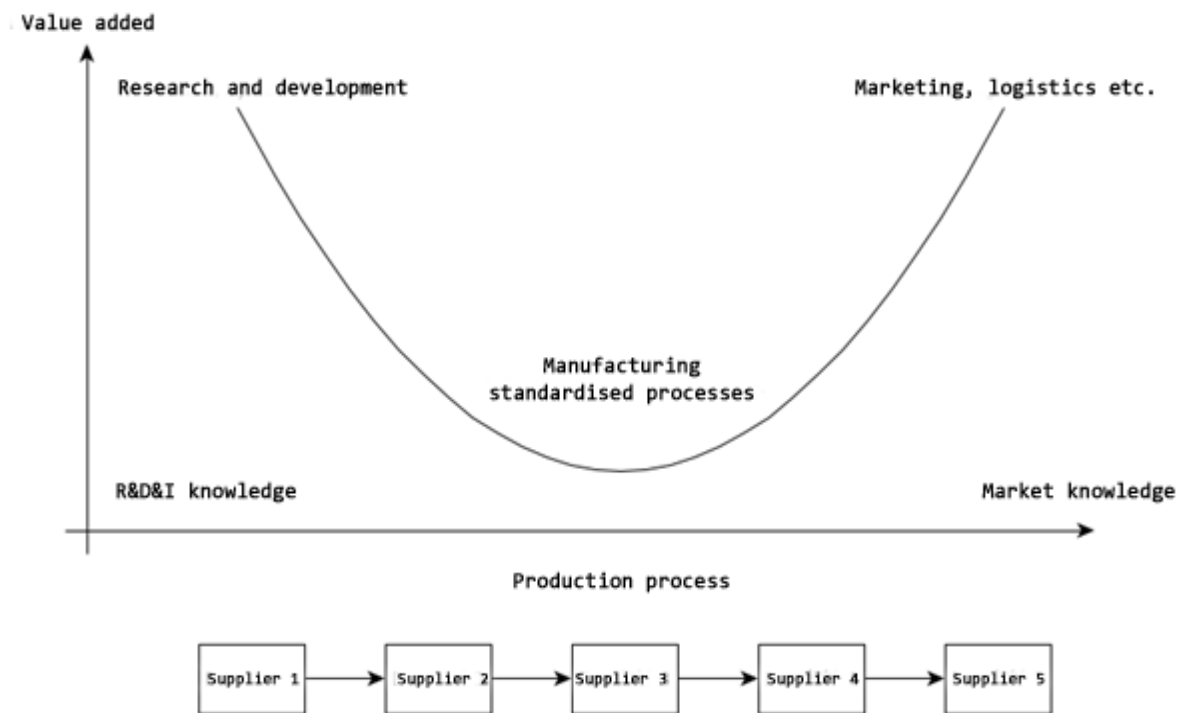 Value added
Research and development
Marketing, logistics etc.
Manufacturing
standardised processes
R&D&I knowledge
Market knowledge
Production process
Supplier 1
Supplier 2
Supplier 3
Supplier 4
Supplier 5